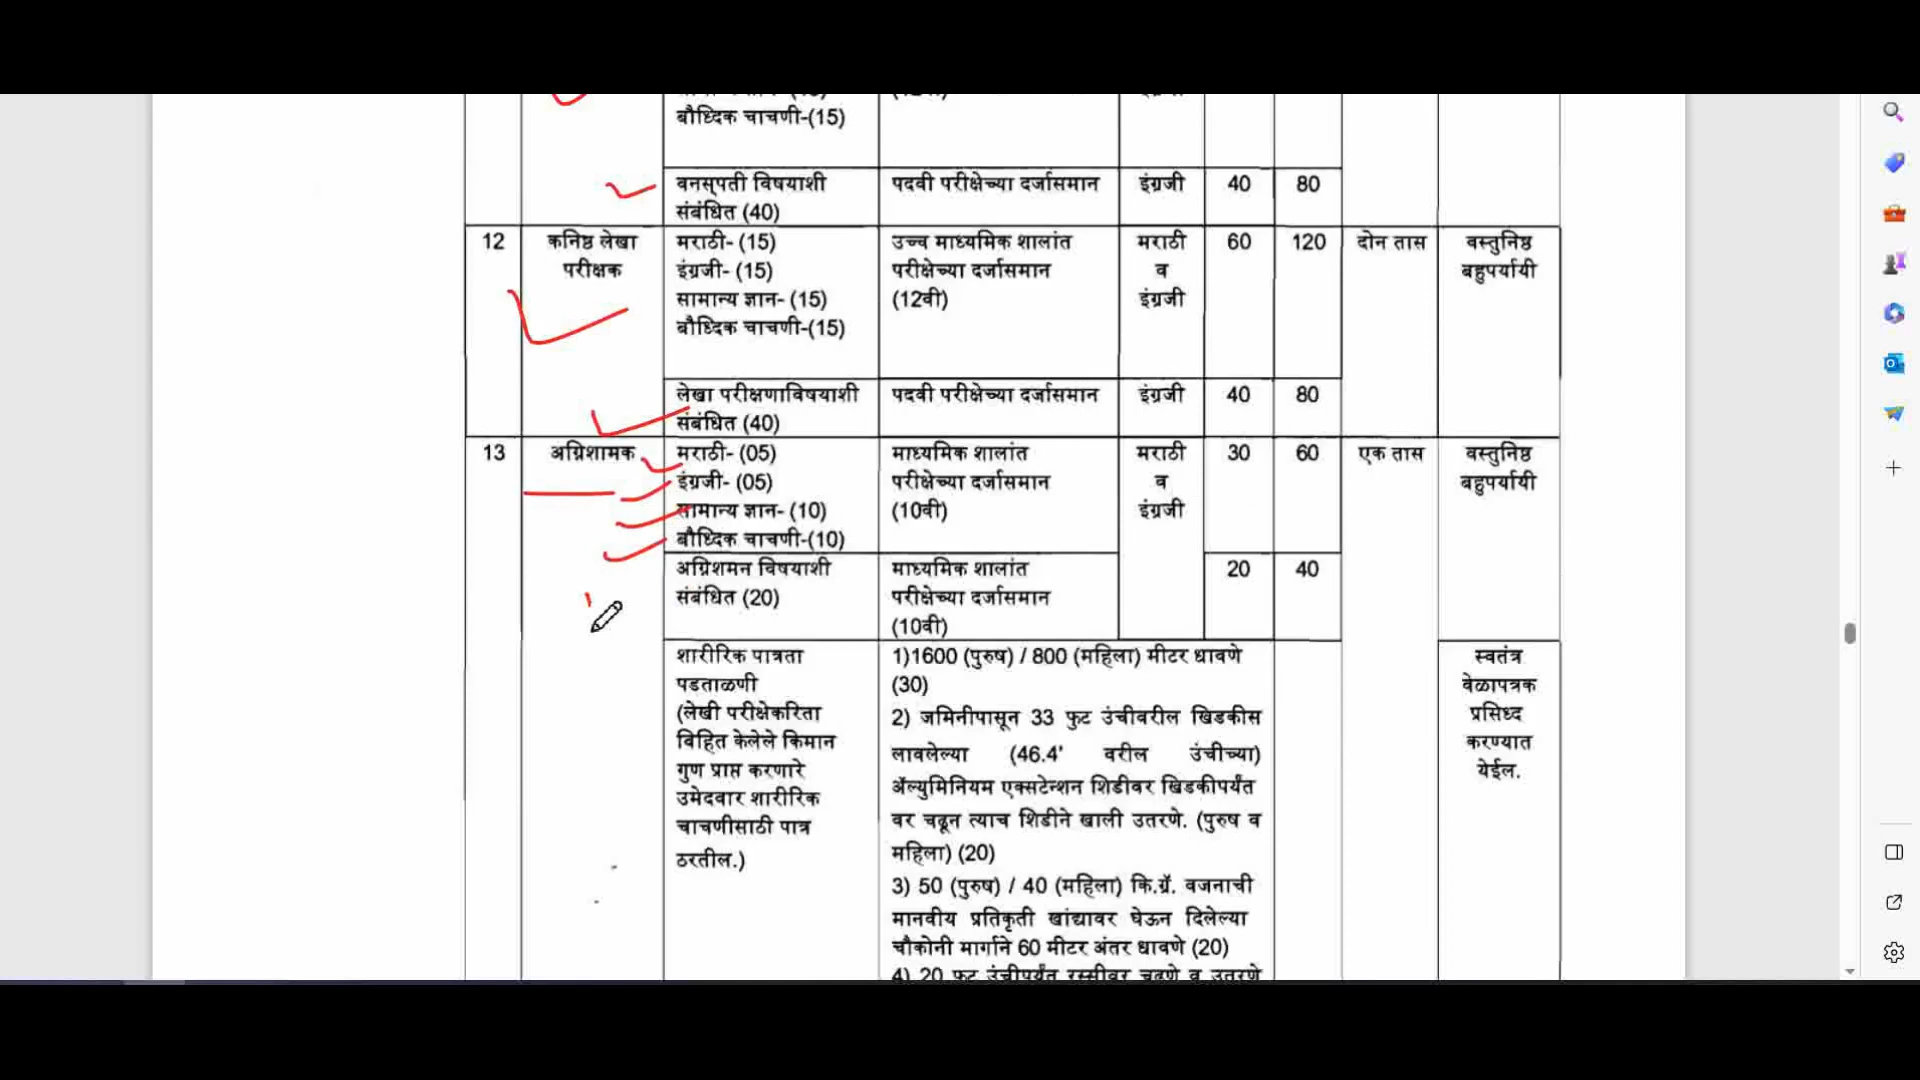 बौध्दिक चाचणी-(15)
वनस्पती विषयाशी संबंधित (40)
पदवी परीक्षेच्या दर्जासमान
इंग्रजी
40
80
12
कनिष्ठ लेखा
परीक्षक
मराठी- (15)
इंग्रजी- (15)
सामान्य ज्ञान- (15)
बौध्दिक चाचणी-(15)
उच्च माध्यमिक शालांत
परीक्षेच्या दर्जासमान
(12वी)
मराठी
व
इंग्रजी
60
120
दोन तास
वस्तुनिष्ठ
बहुपर्यायी
लेखा परीक्षणाविषयाशी
संबंधित (40)
पदवी परीक्षेच्या दर्जासमान
इंग्रजी
40
80
13
अग्निशामक
मराठी- (05)
इंग्रजी- (05)
सामान्य ज्ञान- (10)
बौध्दिक चाचणी-(10)
माध्यमिक शालांत
परीक्षेच्या दर्जासमान
(10वी)
मराठी
व
इंग्रजी
30
60
एक तास
वस्तुनिष्ठ
बहुपर्यायी
अग्निशमन विषयाशी
संबंधित (20)
माध्यमिक शालांत
परीक्षेच्या दर्जासमान
(10वी)
20
40
शारीरिक पात्रता
पडताळणी
(लेखी परीक्षेकरिता
विहित केलेले किमान
गुण प्राप्त करणारे
उमेदवार शारीरिक
चाचणीसाठी पात्र
ठरतील.)
1)1600 (पुरुष) / 800 (महिला) मीटर धावणे
(30)
2) जमिनीपासून 33 फुट उंचीवरील खिडकीस
लावलेल्या (46.4' वरील उंचीच्या)
ॲल्युमिनियम एक्सटेन्शन शिडीवर खिडकीपर्यंत
वर चढून त्याच शिडीने खाली उतरणे. (पुरुष व
महिला) (20)
3) 50 (पुरुष) / 40 (महिला) कि.ग्रॅ. वजनाची
मानवीय प्रतिकृती खांद्यावर घेऊन दिलेल्या
चौकोनी मार्गाने 60 मीटर अंतर धावणे (20)
4) 20 फुट उंचीपर्यंत रस्सीवर चढणे व उतरणे
स्वतंत्र
वेळापत्रक
प्रसिध्द
करण्यात
येईल.